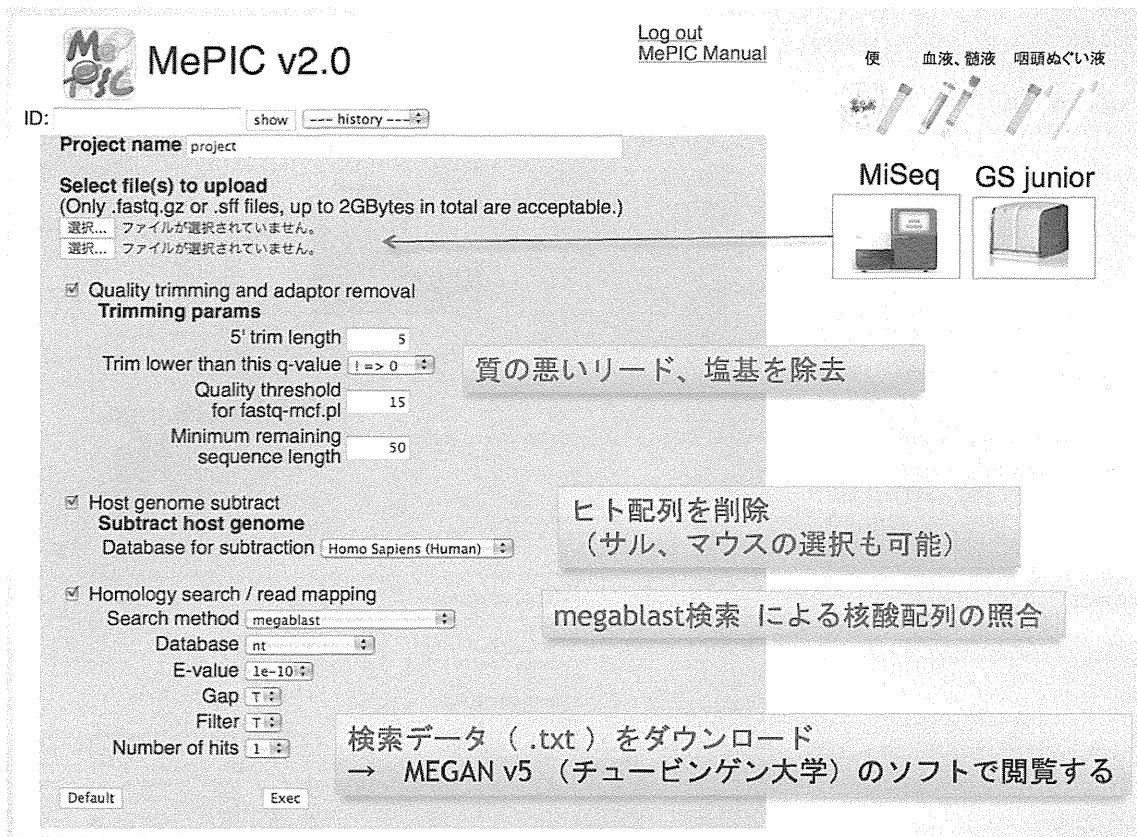 MePIC
MePIC v2.0
Log out
MePIC Manual
便 血液、髄液 咽頭ぬぐい液
ID: show --- history ---
Project name project
MiSeq GS junior
Select file(s) to upload
(Only .fastq.gz or .sff files, up to 2GBytes in total are acceptable.)
選択... ファイルが選択されていません。
選択... ファイルが選択されていません。
Quality trimming and adaptor removal
Trimming params
5' trim length 5
Trim lower than this q-value ! => 0
質の悪いリード、塩基を除去
Quality threshold
for fastq-mcf.pl 15
Minimum remaining
sequence length 50
Host genome subtract
Subtract host genome
Database for subtraction Homo Sapiens (Human)
ヒト配列を削除
（サル、マウスの選択も可能）
Homology search / read mapping
Search method megablast
megablast検索 による核酸配列の照合
Database nt
E-value 1e-10
Gap T
Filter T
Number of hits 1
検索データ（ .txt ）をダウンロード
→ MEGAN v5 （チュービンゲン大学）のソフトで閲覧する
Default Exec